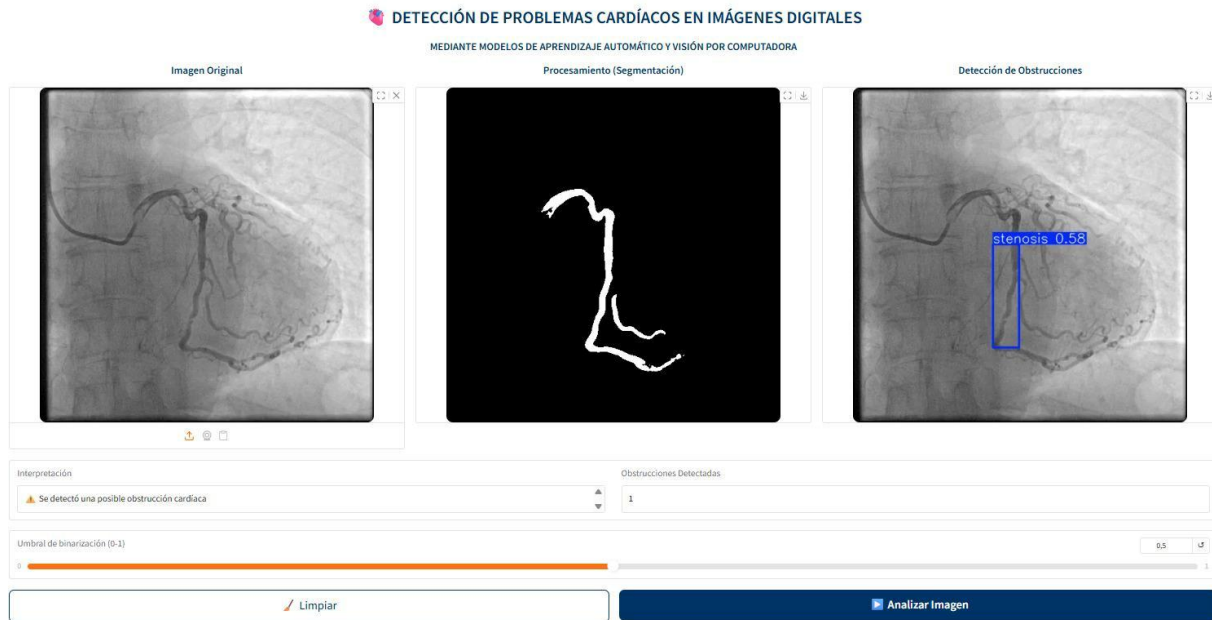 DETECCIÓN DE PROBLEMAS CARDÍACOS EN IMÁGENES DIGITALES
MEDIANTE MODELOS DE APRENDIZAJE AUTOMÁTICO Y VISIÓN POR COMPUTADORA
Imagen Original
Procesamiento (Segmentación)
Detección de Obstrucciones
stenosis 0.58
Interpretación
Se detectó una posible obstrucción cardíaca
Obstrucciones Detectadas
1
Umbral de binarización (0-1)
0,5
0
1
Limpiar
Analizar Imagen